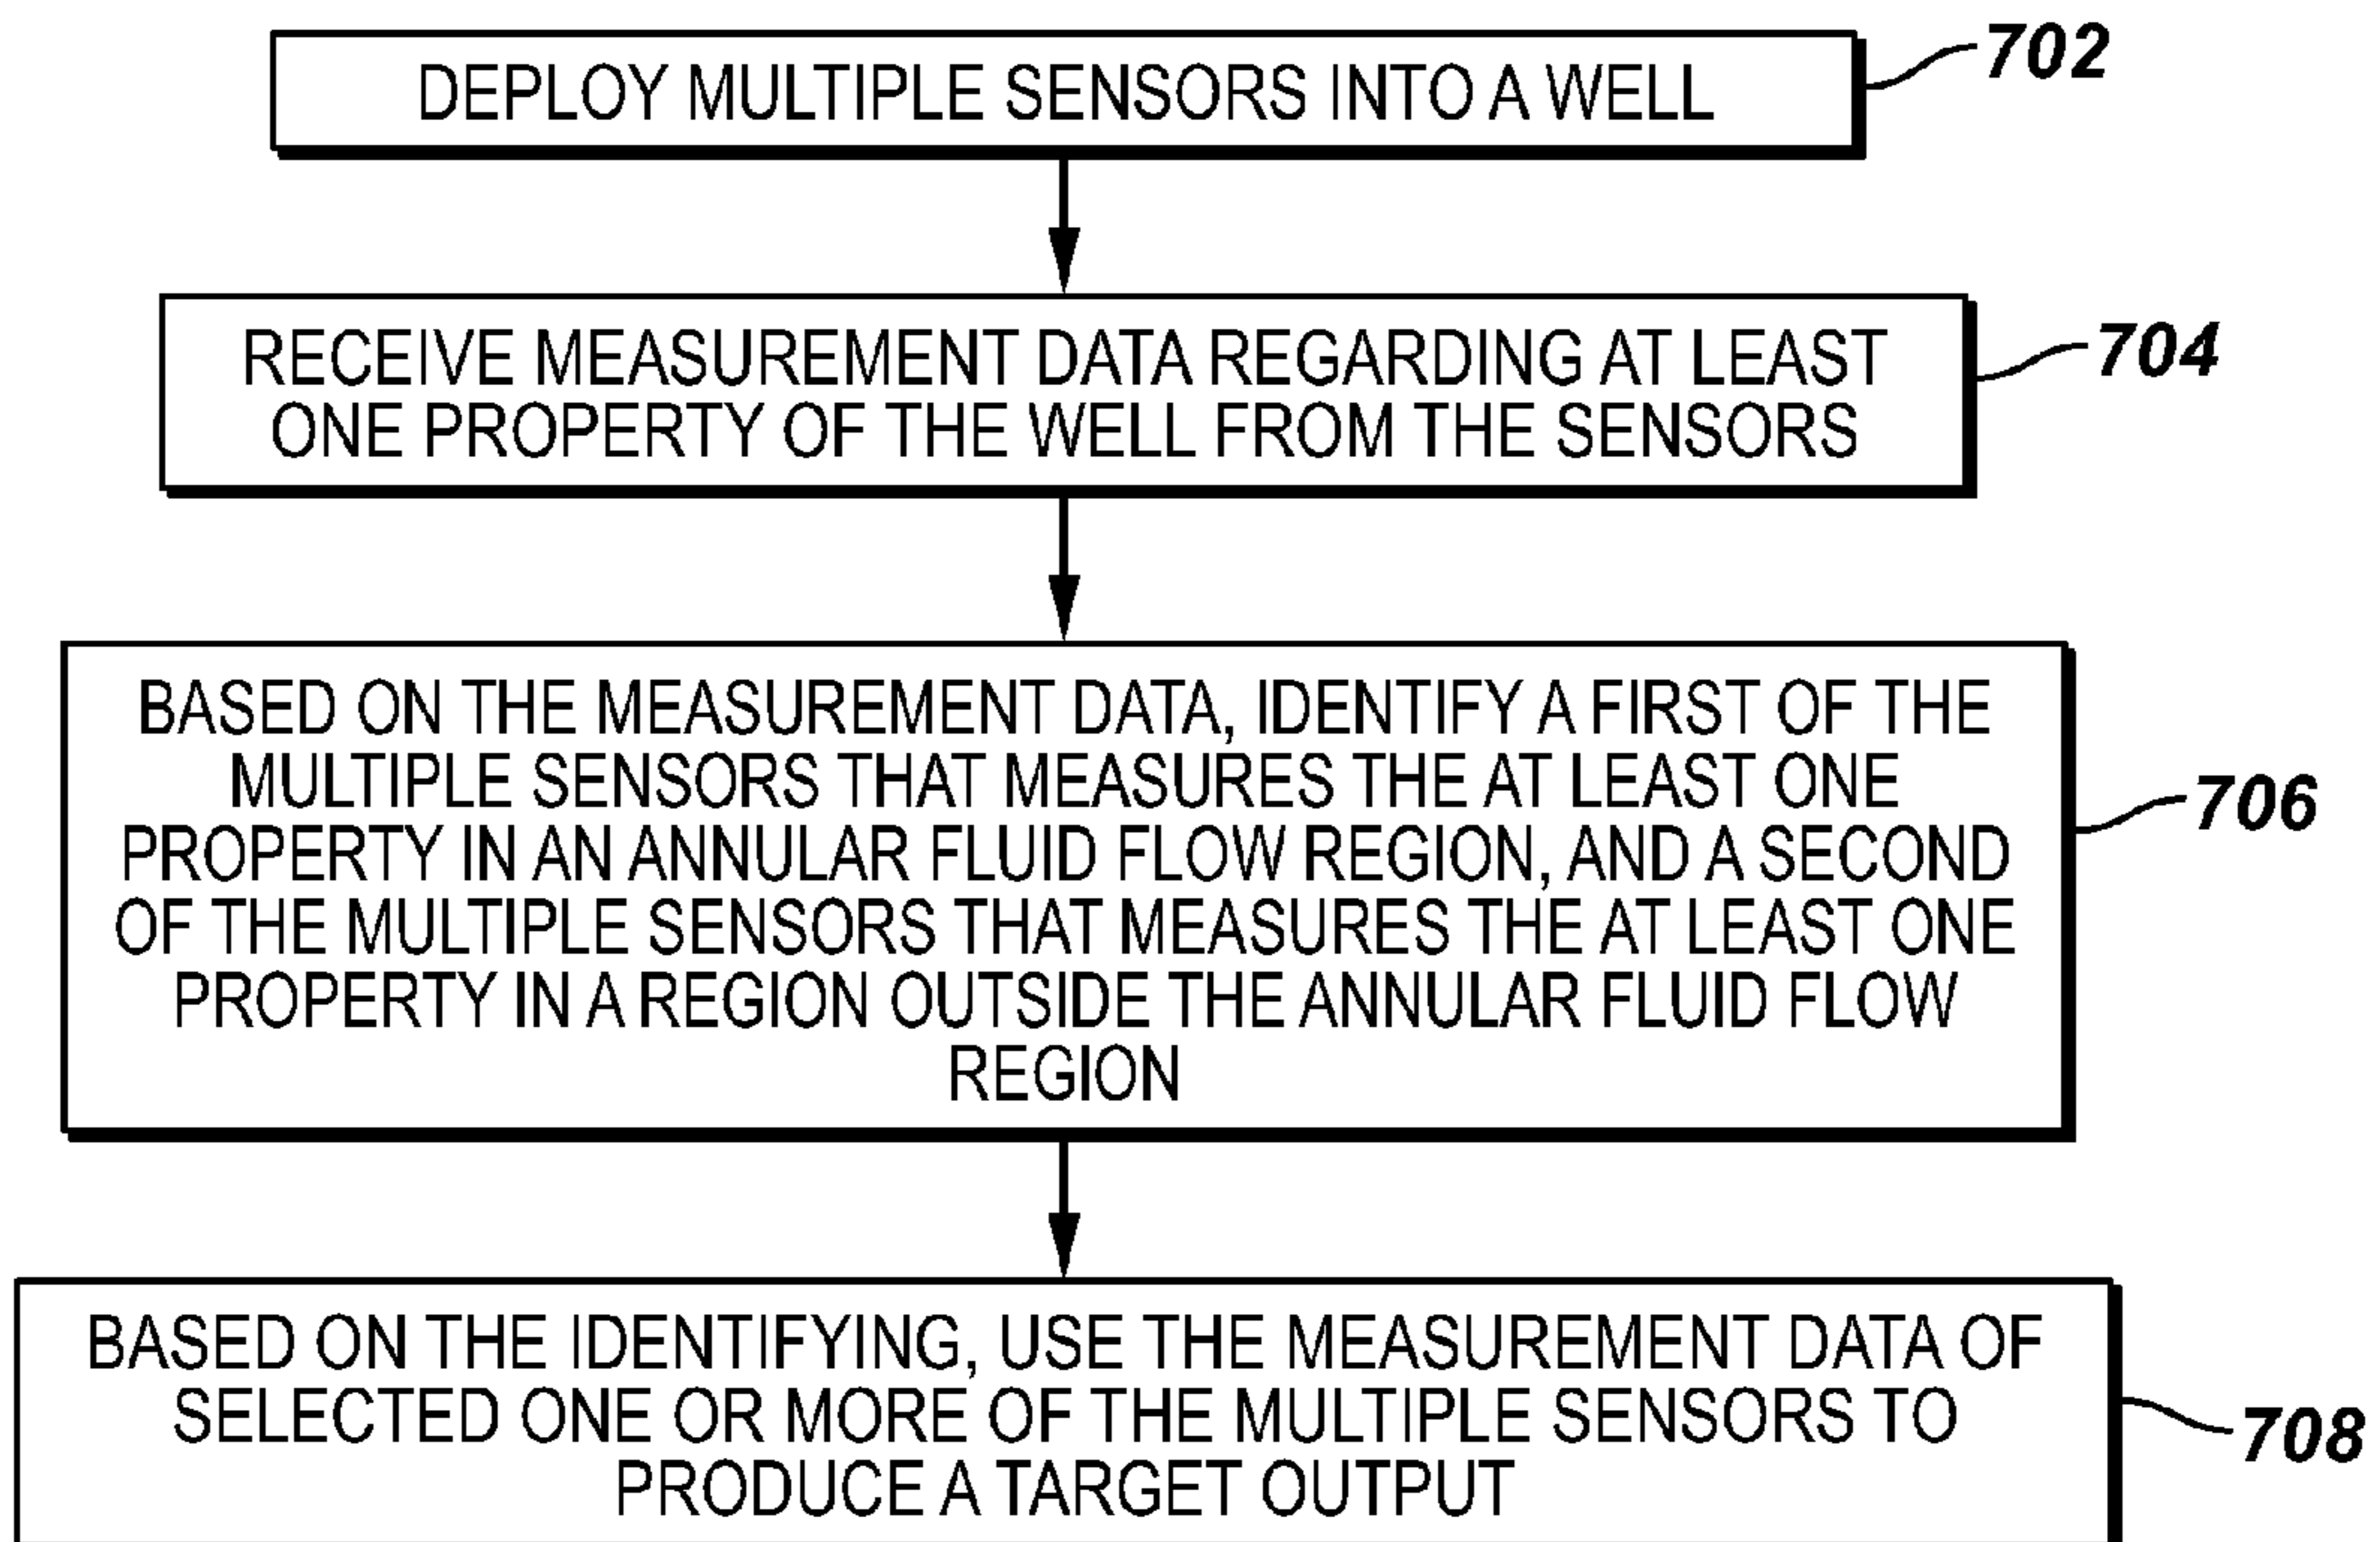 DEPLOY MULTIPLE SENSORS INTO A WELL
702
RECEIVE MEASUREMENT DATA REGARDING AT LEAST
ONE PROPERTY OF THE WELL FROM THE SENSORS
704
BASED ON THE MEASUREMENT DATA, IDENTIFY A FIRST OF THE
MULTIPLE SENSORS THAT MEASURES THE AT LEAST ONE
PROPERTY IN AN ANNULAR FLUID FLOW REGION, AND A SECOND
OF THE MULTIPLE SENSORS THAT MEASURES THE AT LEAST ONE
PROPERTY IN A REGION OUTSIDE THE ANNULAR FLUID FLOW
REGION
706
BASED ON THE IDENTIFYING, USE THE MEASUREMENT DATA OF
SELECTED ONE OR MORE OF THE MULTIPLE SENSORS TO
PRODUCE A TARGET OUTPUT
708